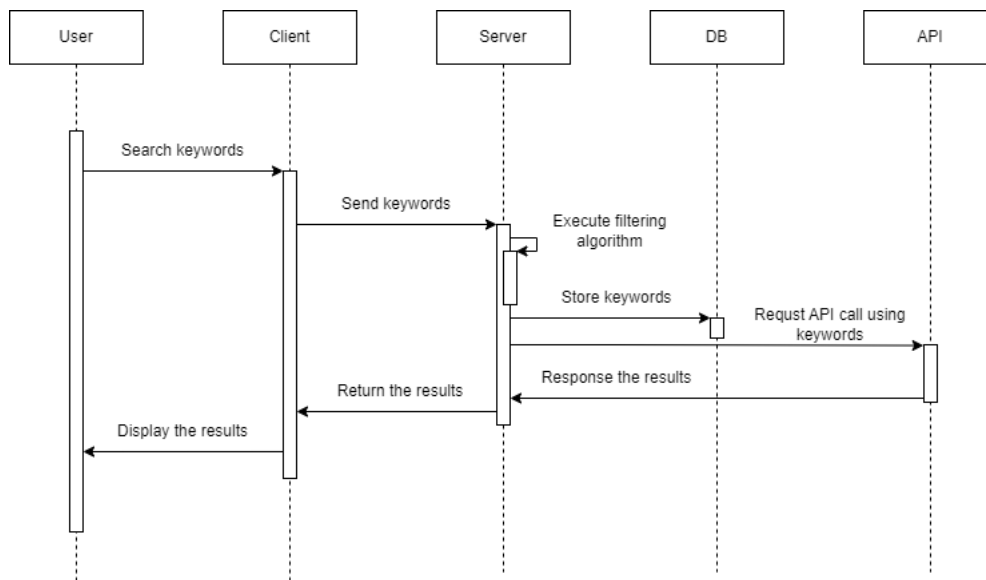 User
Client
Server
DB
API
Search keywords
Send keywords
Execute filtering
algorithm
Store keywords
Requst API call using
keywords
Response the results
Return the results
Display the results